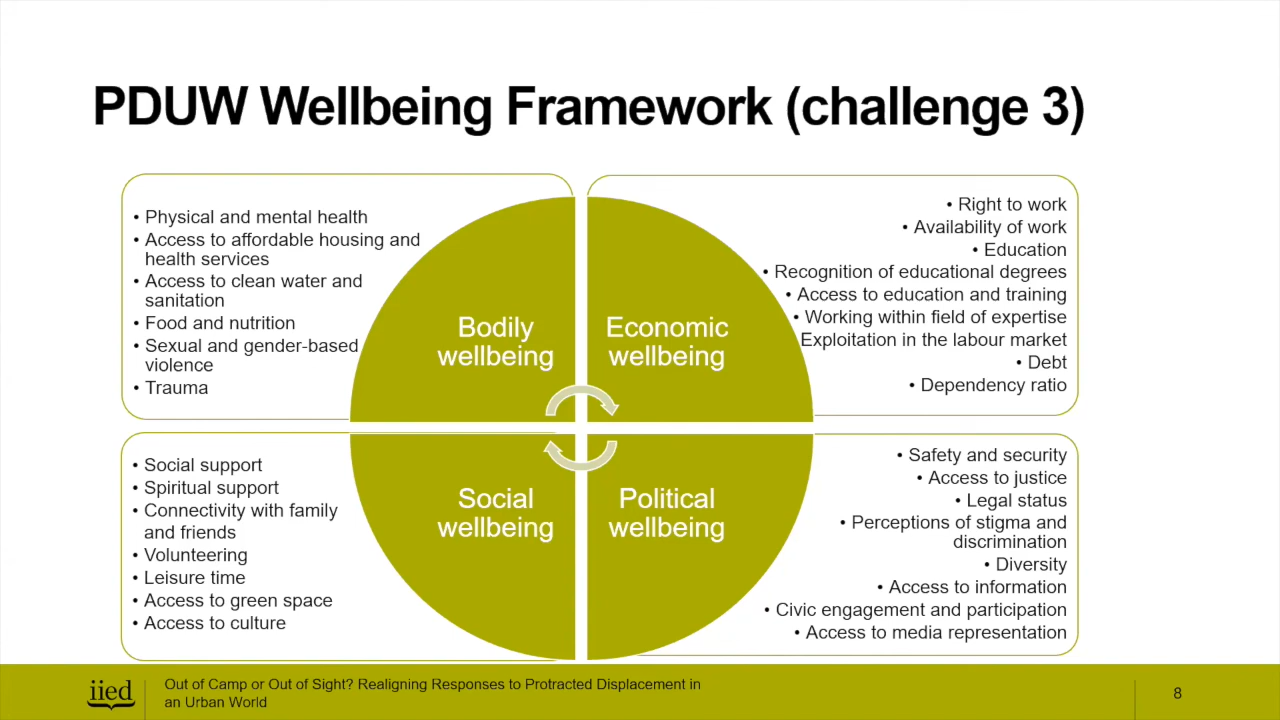 PDUW Wellbeing Framework (challenge 3)
• Physical and mental health
• Access to affordable housing and
health services
• Access to clean water and
sanitation
• Food and nutrition
• Sexual and gender-based
violence
• Trauma
Bodily
wellbeing
Economic
wellbeing
• Right to work
• Availability of work
• Education
• Recognition of educational degrees
• Access to education and training
• Working within field of expertise
Exploitation in the labour market
• Debt
• Dependency ratio
• Social support
• Spiritual support
• Connectivity with family
and friends
• Volunteering
• Leisure time
• Access to green space
• Access to culture
Social
wellbeing
Political
wellbeing
• Safety and security
• Access to justice
• Legal status
• Perceptions of stigma and
discrimination
• Diversity
• Access to information
• Civic engagement and participation
• Access to media representation
iied
Out of Camp or Out of Sight? Realigning Responses to Protracted Displacement in
an Urban World
8